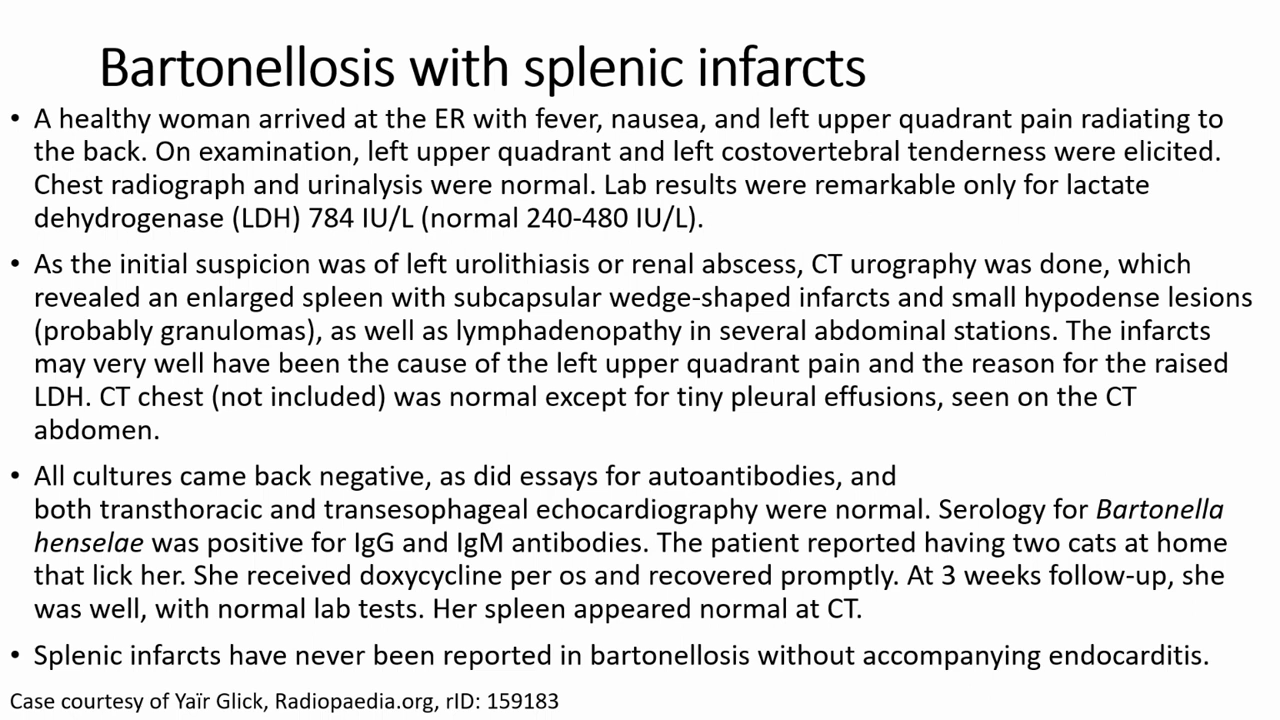 Bartonellosis with splenic infarcts
• A healthy woman arrived at the ER with fever, nausea, and left upper quadrant pain radiating to
the back. On examination, left upper quadrant and left costovertebral tenderness were elicited.
Chest radiograph and urinalysis were normal. Lab results were remarkable only for lactate
dehydrogenase (LDH) 784 IU/L (normal 240-480 IU/L).
• As the initial suspicion was of left urolithiasis or renal abscess, CT urography was done, which
revealed an enlarged spleen with subcapsular wedge-shaped infarcts and small hypodense lesions
(probably granulomas), as well as lymphadenopathy in several abdominal stations. The infarcts
may very well have been the cause of the left upper quadrant pain and the reason for the raised
LDH. CT chest (not included) was normal except for tiny pleural effusions, seen on the CT
abdomen.
• All cultures came back negative, as did essays for autoantibodies, and
both transthoracic and transesophageal echocardiography were normal. Serology for Bartonella
henselae was positive for IgG and IgM antibodies. The patient reported having two cats at home
that lick her. She received doxycycline per os and recovered promptly. At 3 weeks follow-up, she
was well, with normal lab tests. Her spleen appeared normal at CT.
• Splenic infarcts have never been reported in bartonellosis without accompanying endocarditis.
Case courtesy of Yaïr Glick, Radiopaedia.org, rID: 159183